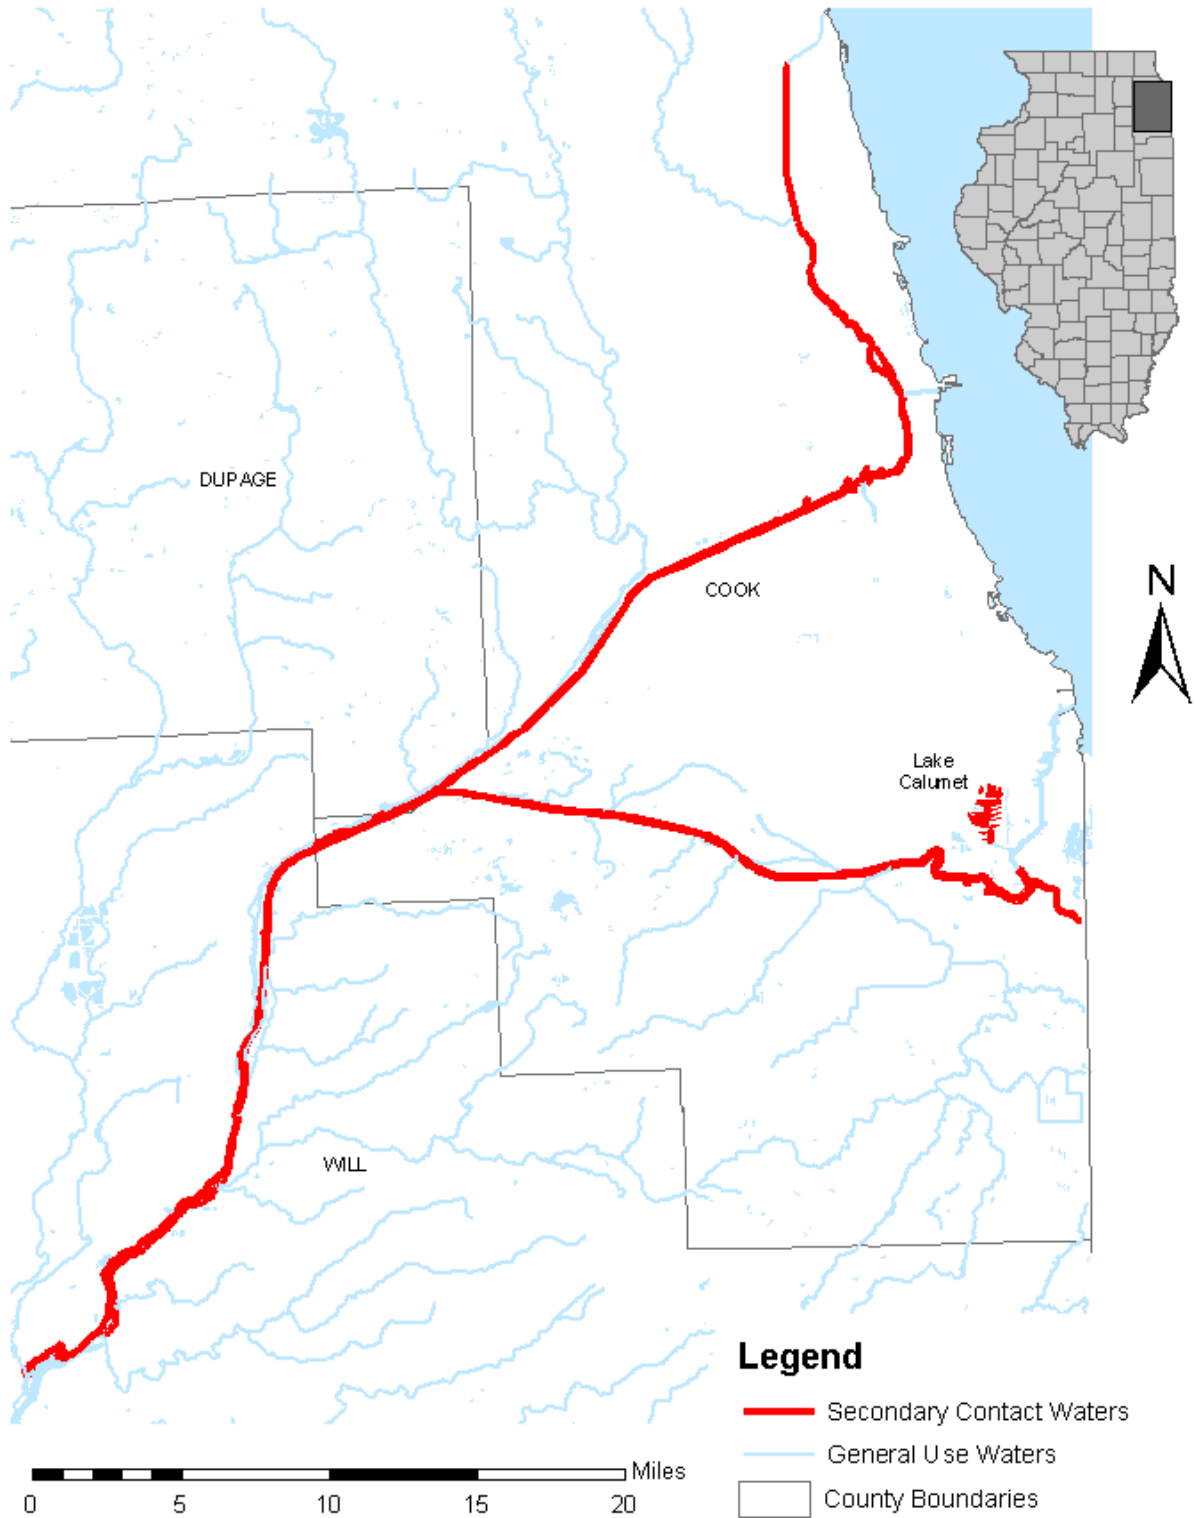 DUPAGE
COOK
N
Lake
Calumet
WILL
Legend
Secondary Contact Waters
General Use Waters
County Boundaries
Miles
0 5 10 15 20